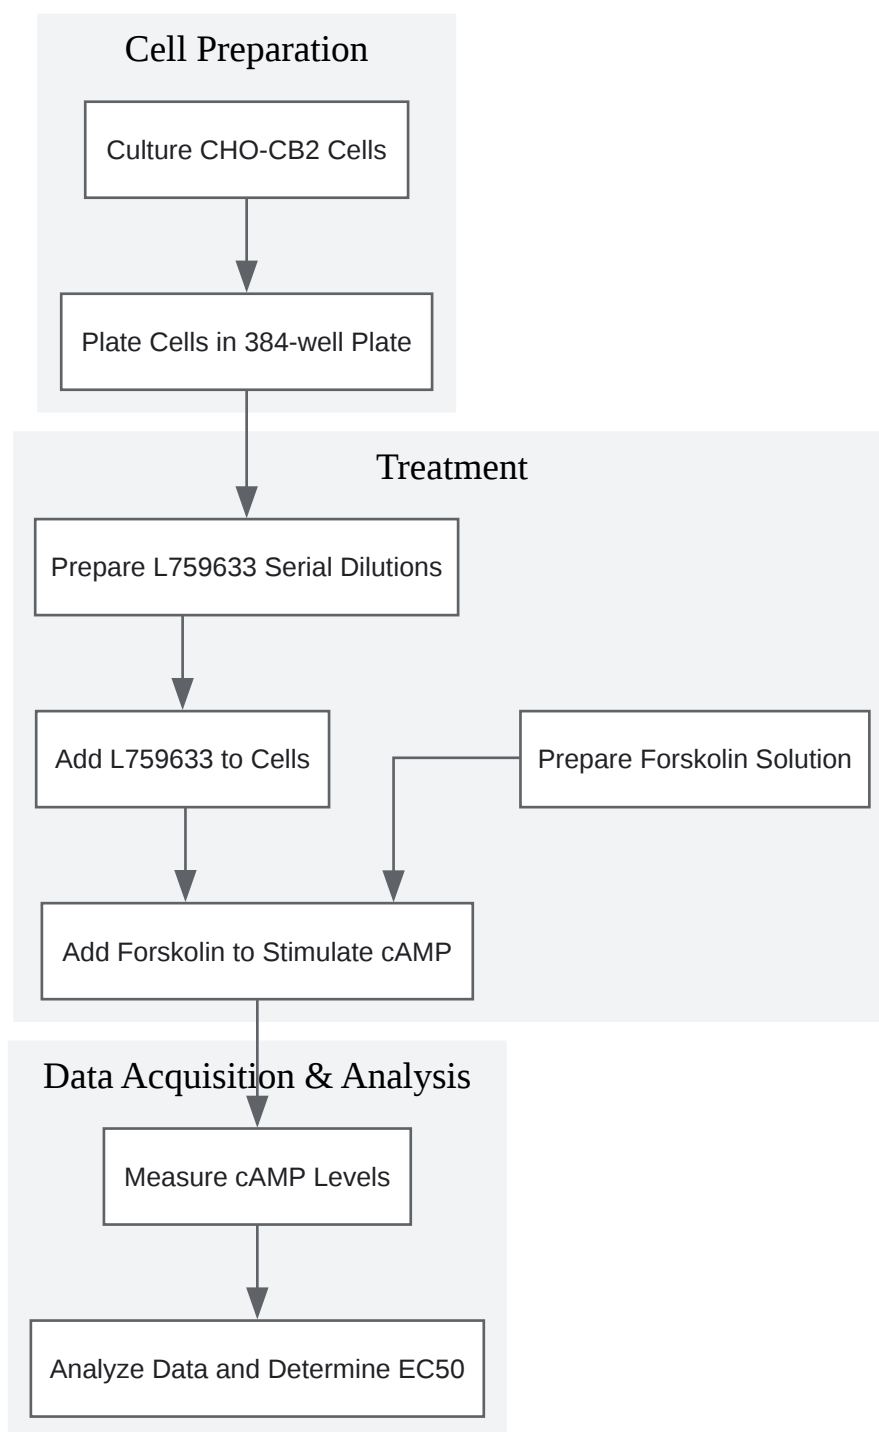 Cell Preparation
Culture CHO-CB2 Cells
Plate Cells in 384-well Plate
Treatment
Prepare L759633 Serial Dilutions
Add L759633 to Cells
Prepare Forskolin Solution
Add Forskolin to Stimulate cAMP
Data Acquisition & Analysis
Measure cAMP Levels
Analyze Data and Determine EC50